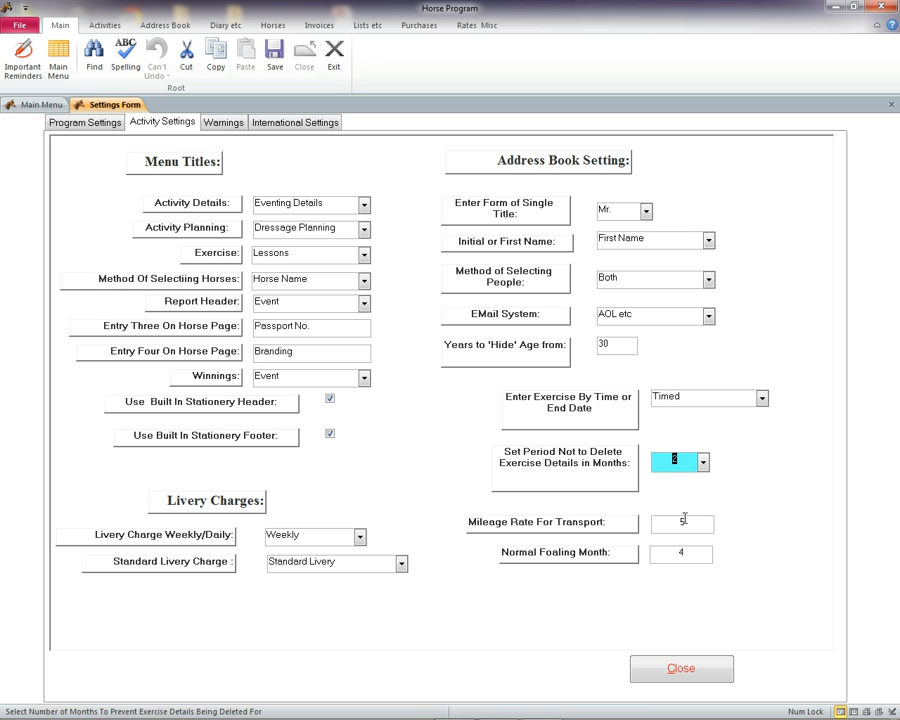 Horse Program
File Main Activities Address Book Diary etc Horses Invoices Lists etc Purchases Rates Misc
Important Reminders
Main Menu
Find
ABC
Spelling
Can't Undo
Cut
Copy
Paste
Save
Close
Exit
Root
Main Menu Settings Form
Program Settings Activity Settings Warnings International Settings
Menu Titles:
Activity Details: Eventing Details
Activity Planning: Dressage Planning
Exercise: Lessons
Method Of Selectiing Horses: Horse Name
Report Header: Event
Entry Three On Horse Page: Passport No.
Entry Four On Horse Page: Branding
Winnings: Event
Use Built In Stationery Header:
Use Built In Stationery Footer:
Livery Charges:
Livery Charge Weekly/Daily: Weekly
Standard Livery Charge : Standard Livery
Address Book Setting:
Enter Form of Single
Title: Mr.
Initial or First Name: First Name
Method of Selecting
People: Both
EMail System: AOL etc
Years to 'Hide' Age from: 30
Enter Exercise By Time or
End Date Timed
Set Period Not to Delete
Exercise Details in Months: 2
Mileage Rate For Transport: 5
Normal Foaling Month: 4
Close
Select Number of Months To Prevent Exercise Details Being Deleted For
Num Lock